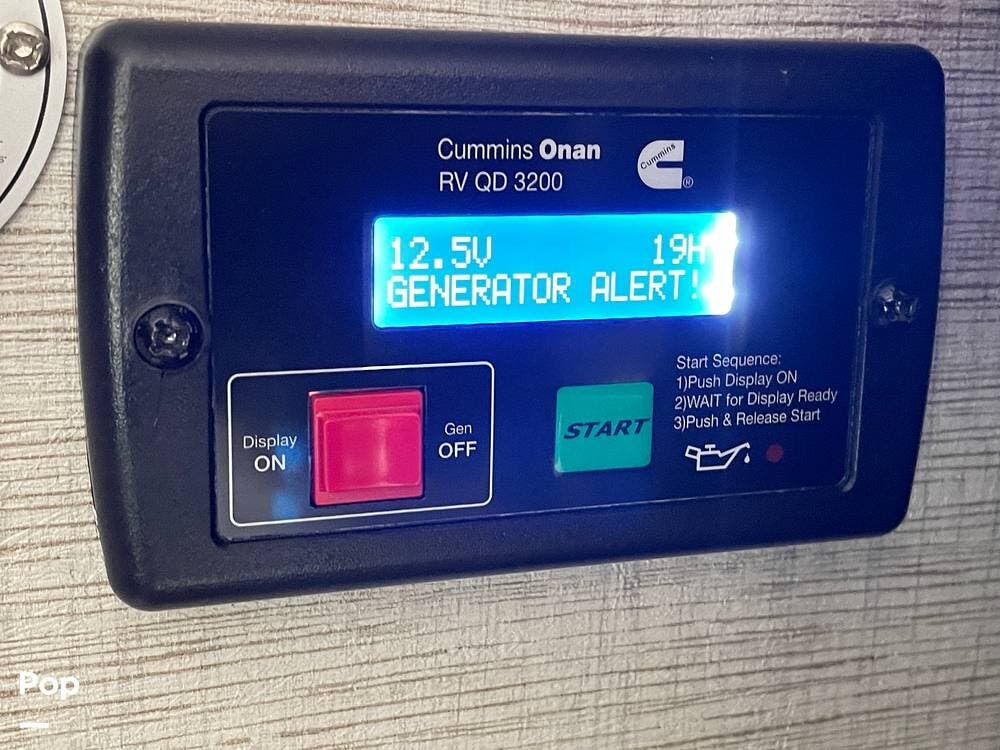 Cummins Onan
RV QD 3200
Cummins
®
12.5V 19H
GENERATOR ALERT!
Display
ON
Gen
OFF
START
Start Sequence:
1)Push Display ON
2)WAIT for Display Ready
3)Push & Release Start
Pop